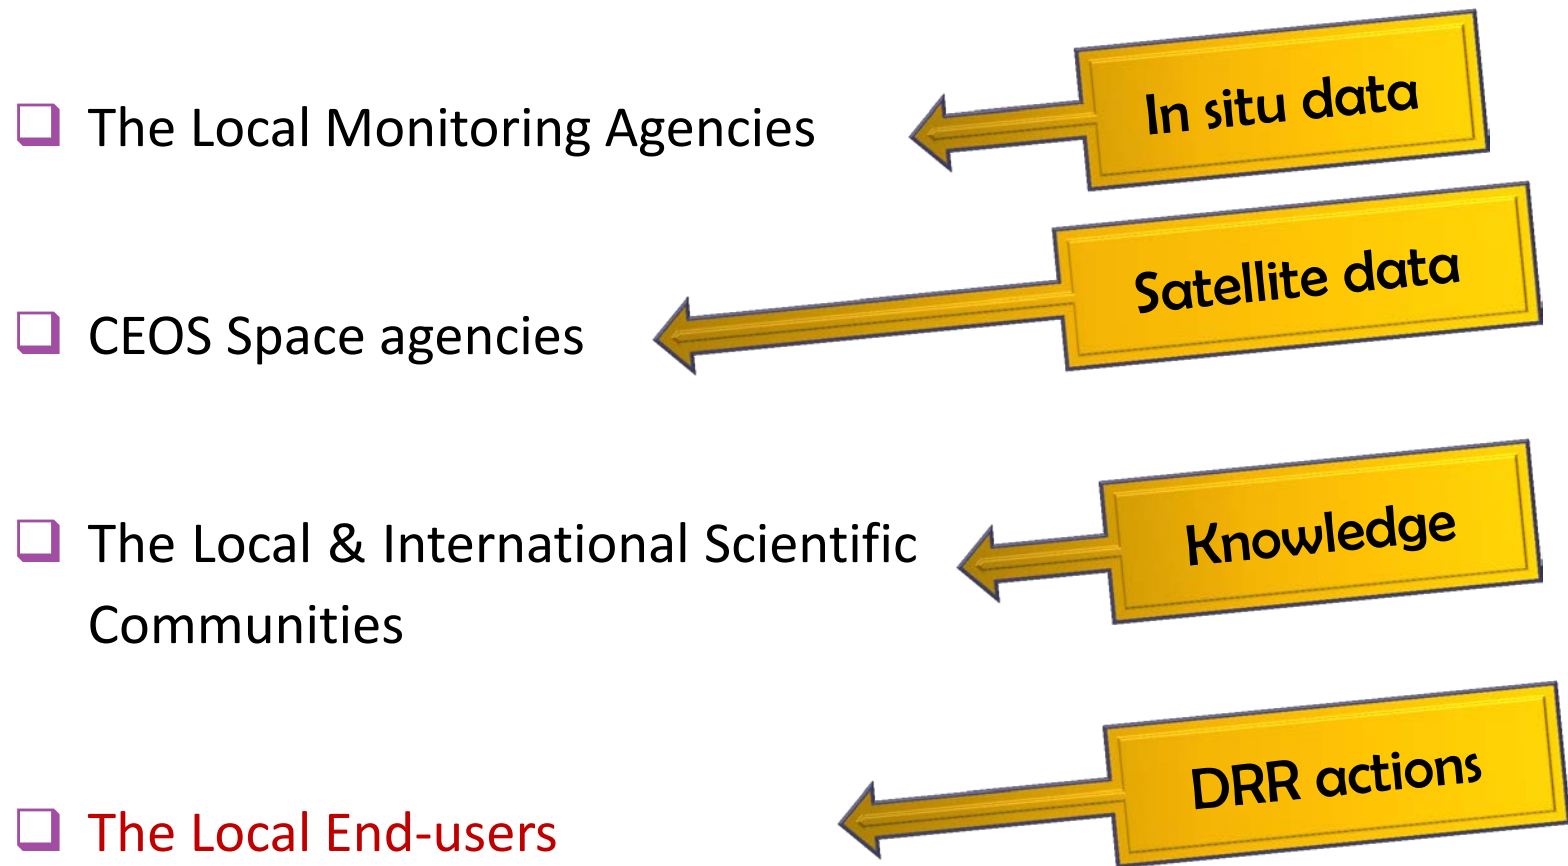 The Local Monitoring Agencies
In situ data
CEOS Space agencies
Satellite data
The Local & International Scientific
Communities
Knowledge
The Local End-users
DRR actions